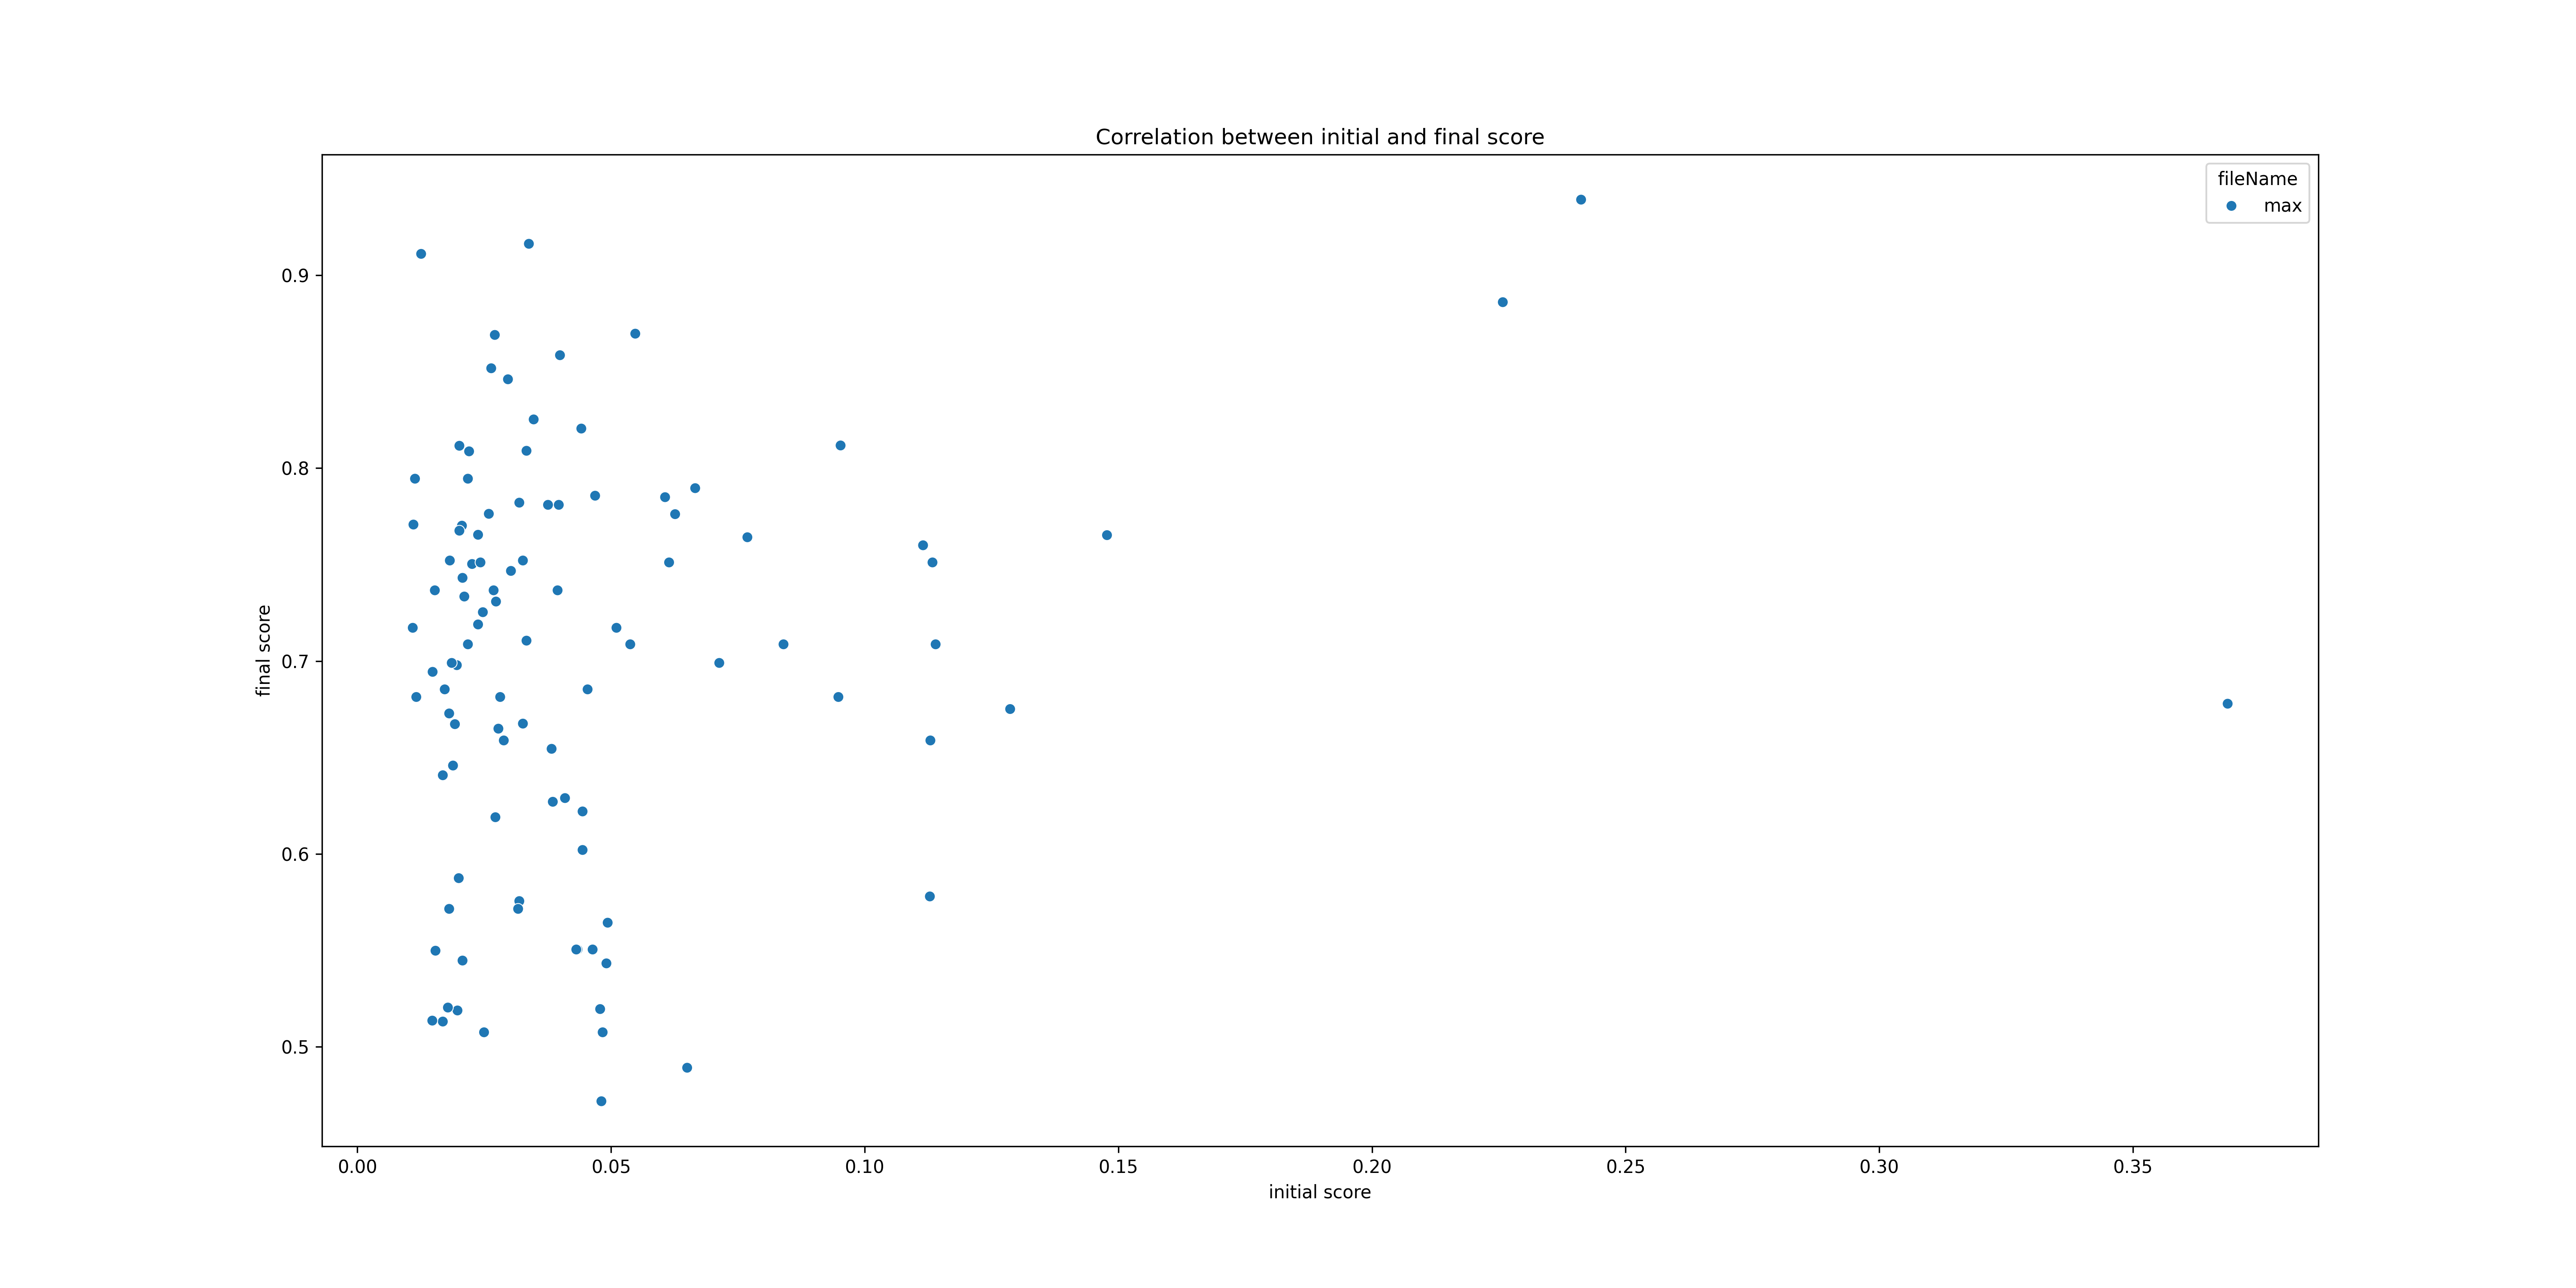 Correlation between initial and final score
fileName
max
0.9
0.8
0.7
0.6
0.5
final score
0.00 0.05 0.10 0.15 0.20 0.25 0.30 0.35
initial score